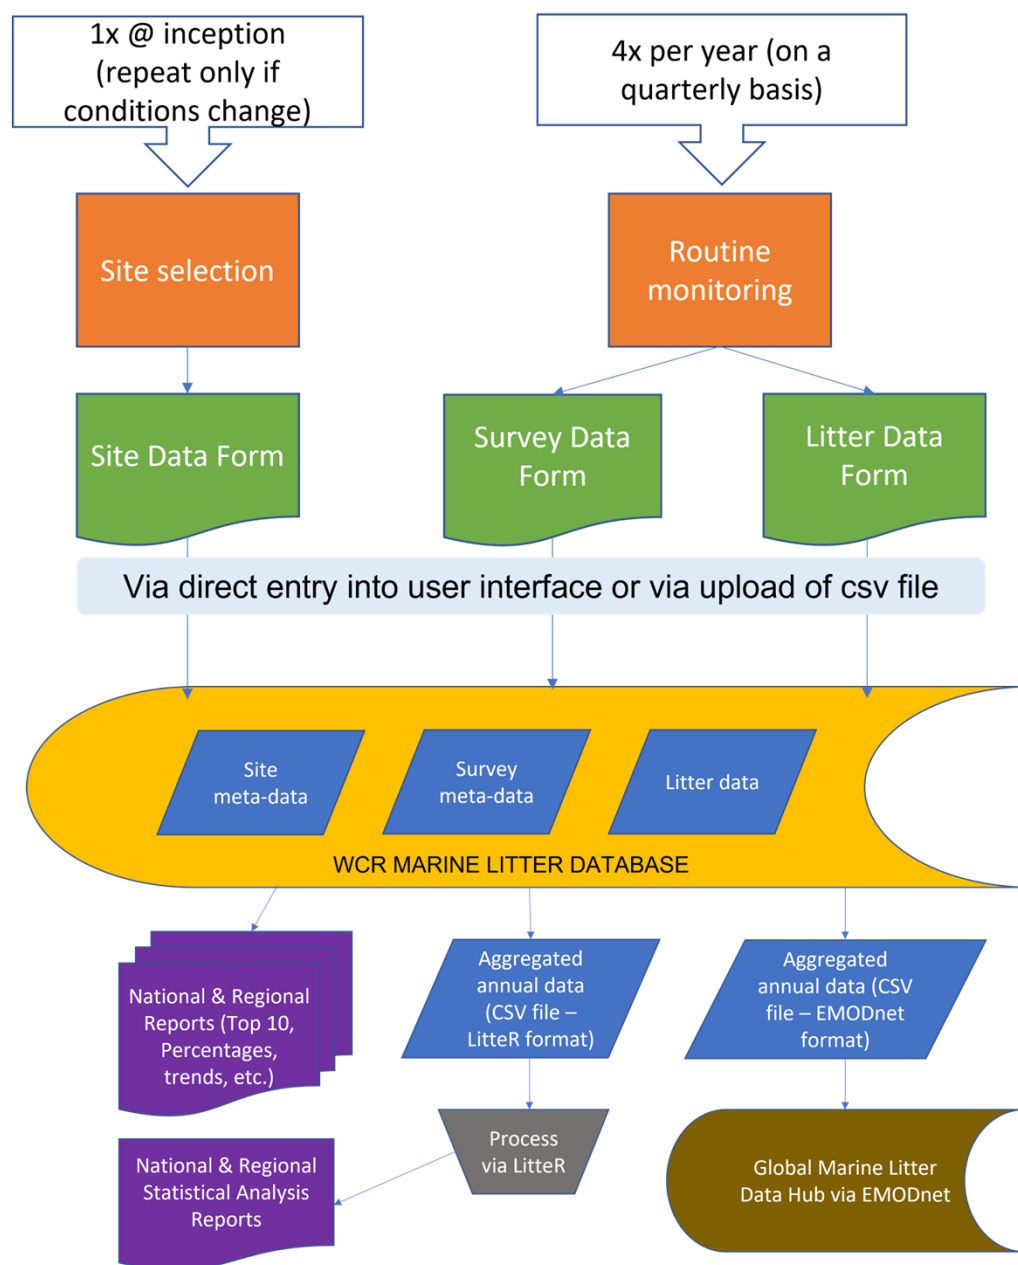 1x @ inception
(repeat only if
conditions change)
4x per year (on a
quarterly basis)
Site selection
Routine
monitoring
Site Data Form
Survey Data
Form
Litter Data
Form
Via direct entry into user interface or via upload of csv file
Site
meta-data
Survey
meta-data
Litter data
WCR MARINE LITTER DATABASE
National & Regional
Reports (Top 10,
Percentages,
trends, etc.)
Aggregated
annual data
(CSV file –
LitteR format)
Aggregated
annual data (CSV
file – EMODnet
format)
National & Regional
Statistical Analysis
Reports
Process
via LitteR
Global Marine Litter
Data Hub via EMODnet